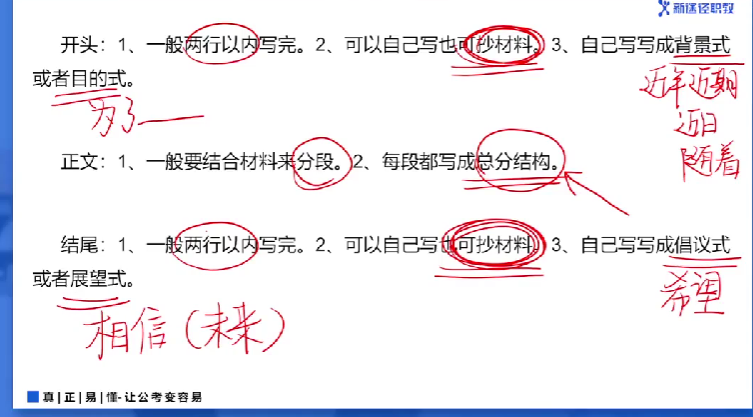 新途径职教
开头：1、一般两行以内写完。2、可以自己写也可抄材料。3、自己写写成背景式
或者目的式。
近年近期
为了
近日
正文：1、一般要结合材料来分段。2、每段都写成总分结构。
随着
结尾：1、一般两行以内写完。2、可以自己写也可抄材料。3、自己写写成倡议式
或者展望式。
希望
相信（未来）
真|正|易|懂-让公考变容易